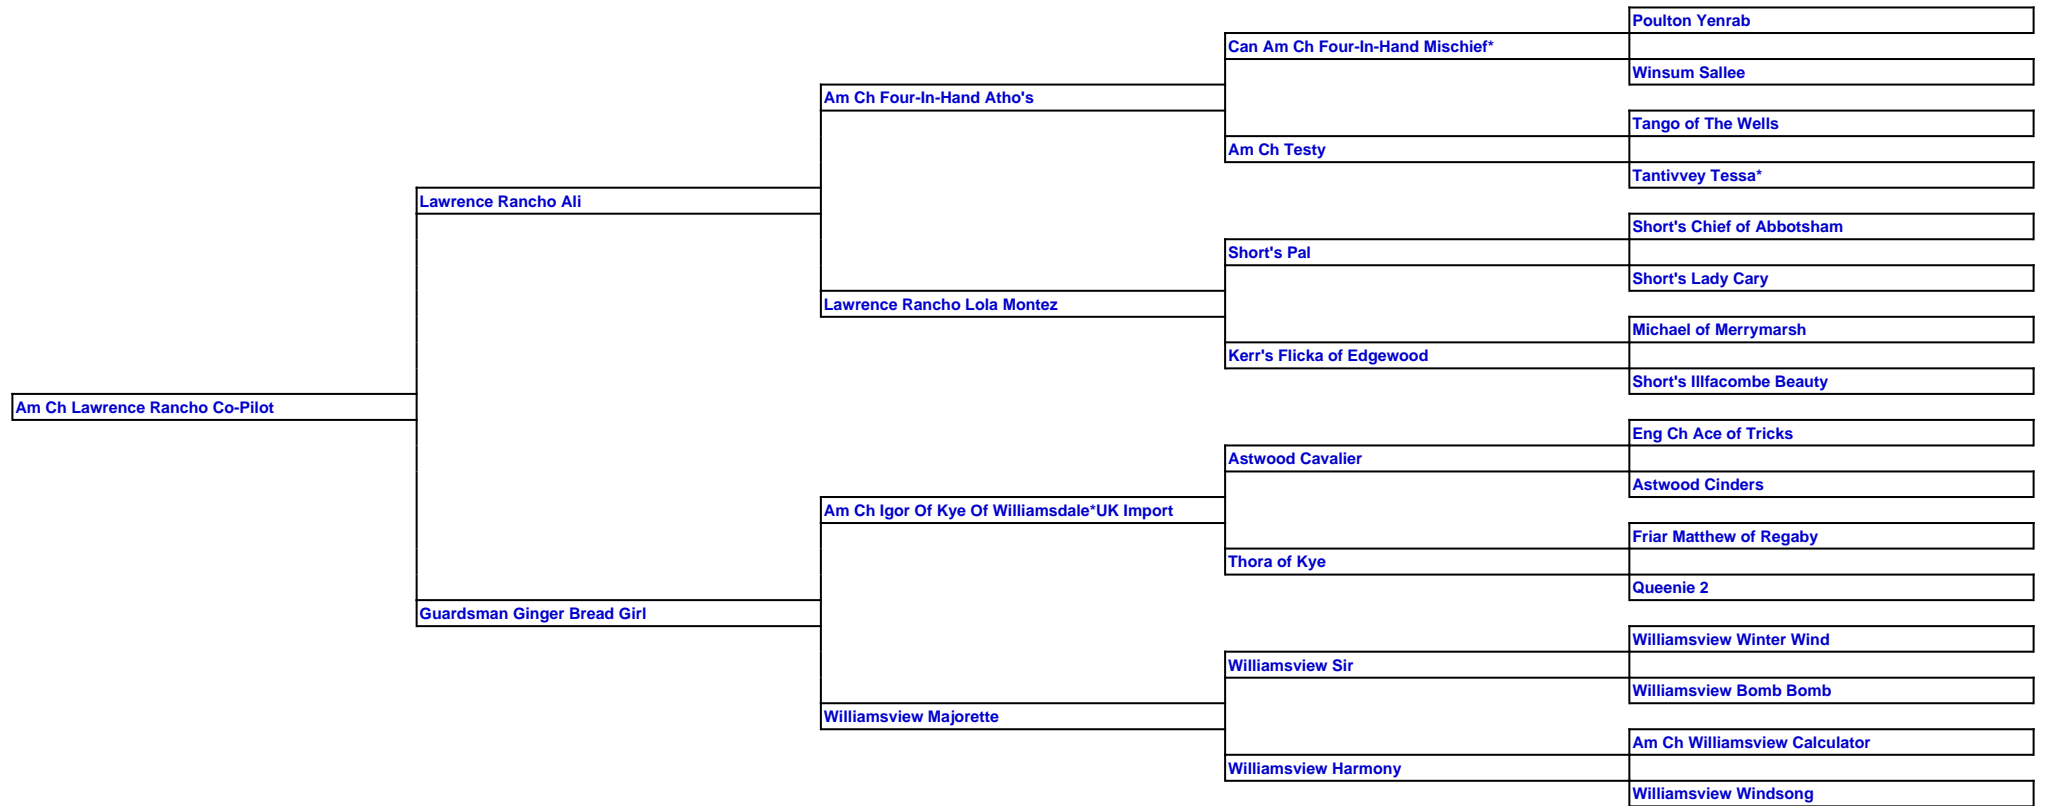 Poulton Yenrab
Can Am Ch Four-In-Hand Mischief*
Winsum Sallee
Am Ch Four-In-Hand Atho's
Tango of The Wells
Am Ch Testy
Tantivvey Tessa*
Lawrence Rancho Ali
Short's Chief of Abbotsham
Short's Pal
Short's Lady Cary
Lawrence Rancho Lola Montez
Michael of Merrymarsh
Kerr's Flicka of Edgewood
Short's Illfacombe Beauty
Am Ch Lawrence Rancho Co-Pilot
Eng Ch Ace of Tricks
Astwood Cavalier
Astwood Cinders
Am Ch Igor Of Kye Of Williamsdale*UK Import
Friar Matthew of Regaby
Thora of Kye
Queenie 2
Guardsman Ginger Bread Girl
Williamsview Winter Wind
Williamsview Sir
Williamsview Bomb Bomb
Williamsview Majorette
Am Ch Williamsview Calculator
Williamsview Harmony
Williamsview Windsong